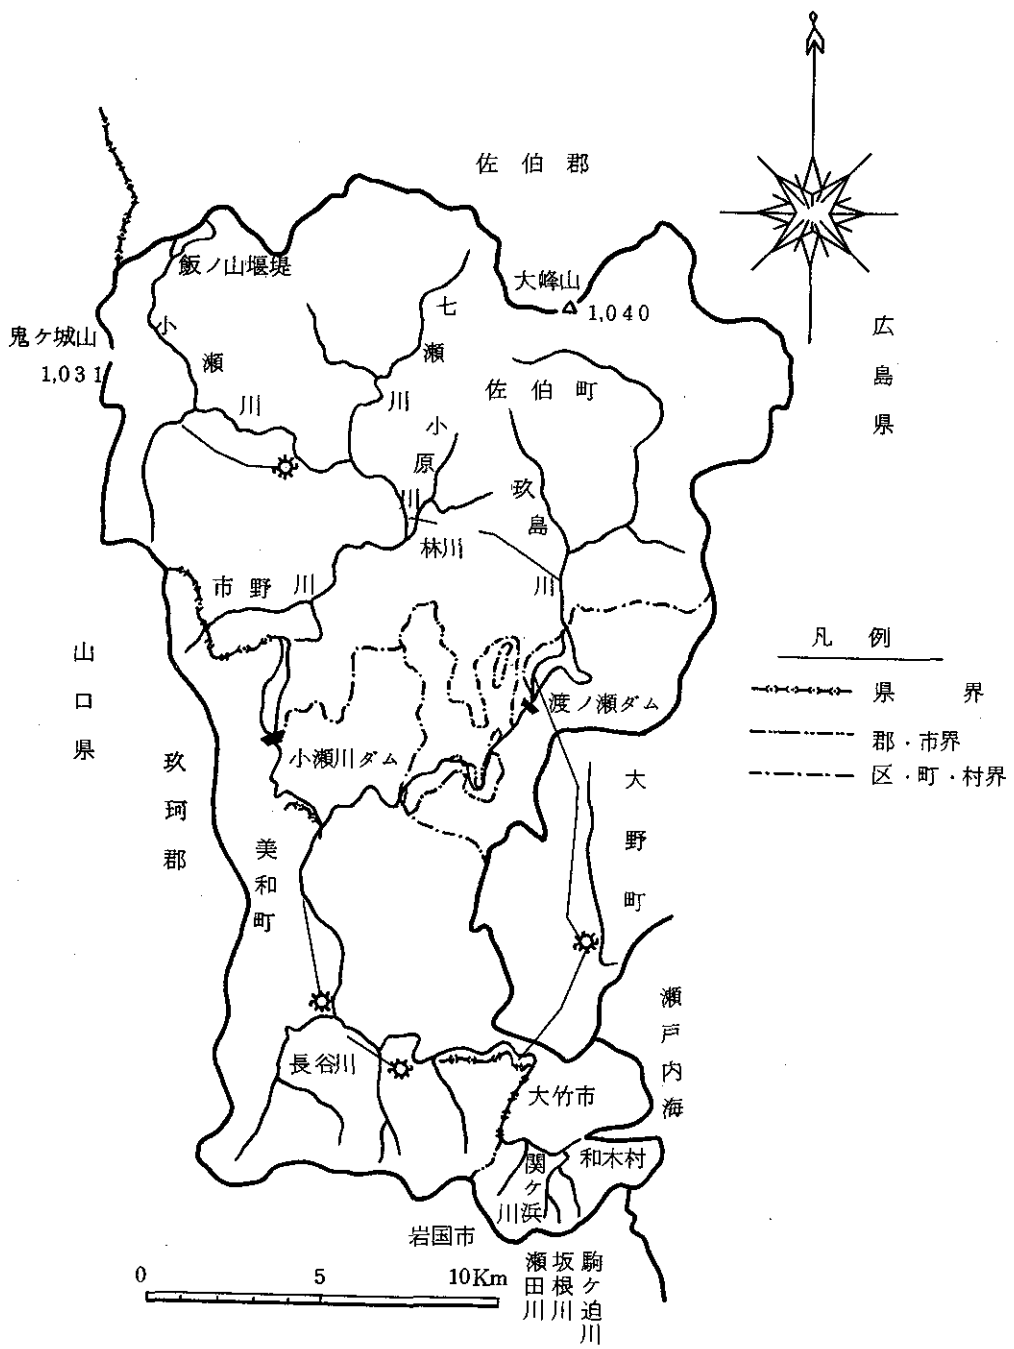 佐伯郡
飯ノ山堰堤
大峰山
1,040
鬼ケ城山
1,031
小瀬川
七瀬川
佐伯町
広島県
小原川
玖島川
林川
市野川
山口県
玖珂郡
渡ノ瀬ダム
小瀬川ダム
凡例
県界
郡・市界
区・町・村界
大野町
美和町
瀬戸内海
長谷川
大竹市
関ケ浜川
和木村
岩国市
瀬田川
坂根川
駒ケ迫川
0 5 10Km